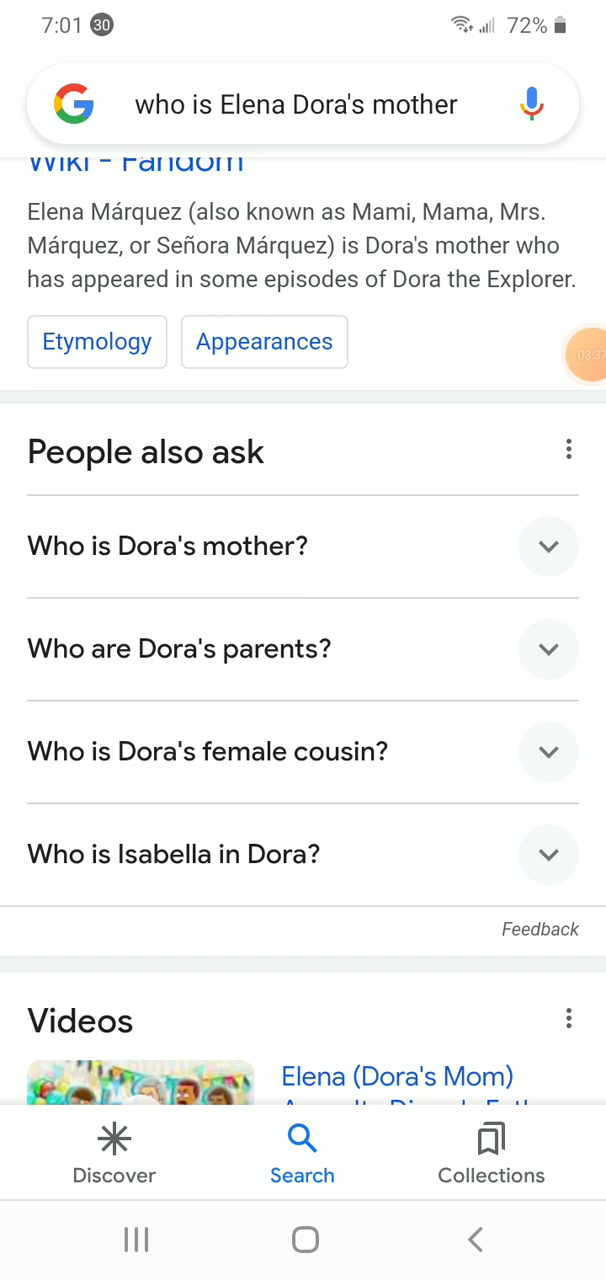 7:01 30 72%
who is Elena Dora's mother
Wiki - Fandom
Elena Márquez (also known as Mami, Mama, Mrs.
Márquez, or Señora Márquez) is Dora's mother who
has appeared in some episodes of Dora the Explorer.
Etymology Appearances
03:37
People also ask
Who is Dora's mother?
Who are Dora's parents?
Who is Dora's female cousin?
Who is Isabella in Dora?
Feedback
Videos
Elena (Dora's Mom)
Discover Search Collections